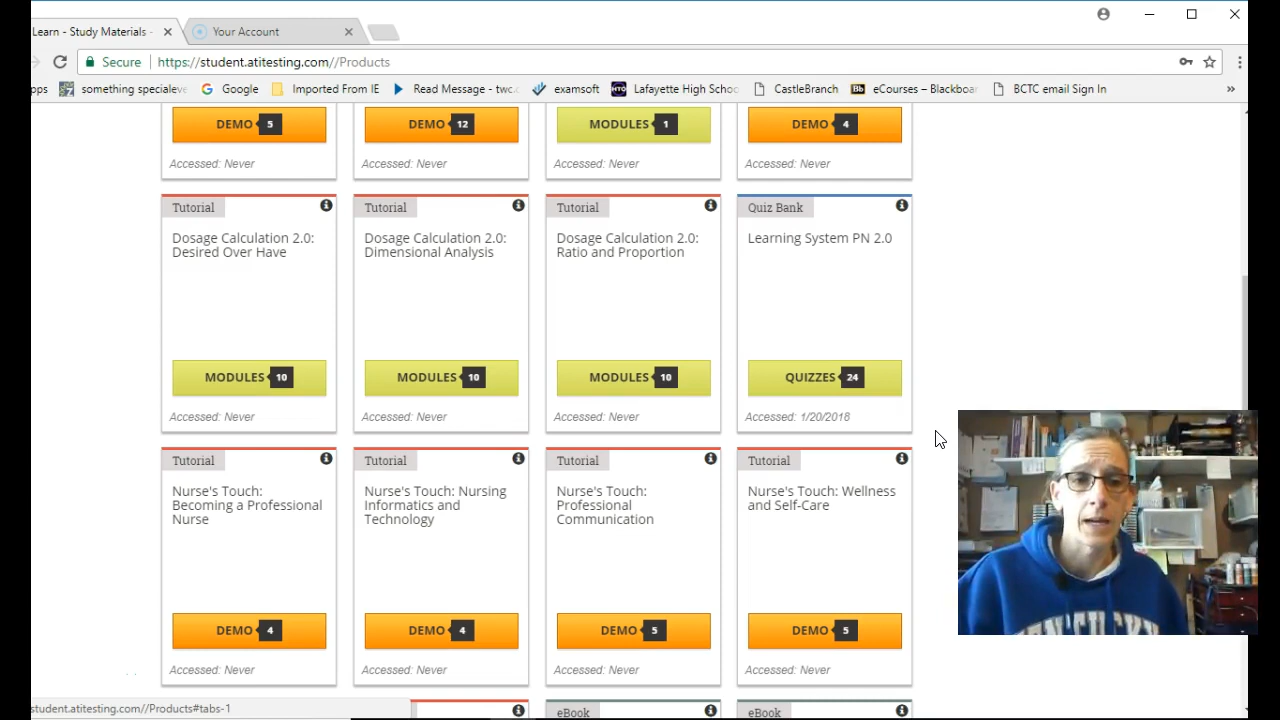 Learn - Study Materials -
Your Account
Secure https://student.atitesting.com//Products
pps something specialeve Google Imported From IE Read Message - twc. examsoft HTO Lafayette High Schoo CastleBranch Bb eCourses – Blackboa BCTC email Sign In »
DEMO 5 DEMO 12 MODULES 1 DEMO 4
Accessed: Never Accessed: Never Accessed: Never Accessed: Never
Tutorial Tutorial Tutorial Quiz Bank
Dosage Calculation 2.0: Dosage Calculation 2.0: Dosage Calculation 2.0: Learning System PN 2.0
Desired Over Have Dimensional Analysis Ratio and Proportion
MODULES 10 MODULES 10 MODULES 10 QUIZZES 24
Accessed: Never Accessed: Never Accessed: Never Accessed: 1/20/2018
Tutorial Tutorial Tutorial Tutorial
Nurse's Touch: Nurse's Touch: Nursing Nurse's Touch: Nurse's Touch: Wellness
Becoming a Professional Informatics and Professional and Self-Care
Nurse Technology Communication
DEMO 4 DEMO 4 DEMO 5 DEMO 5
Accessed: Never Accessed: Never Accessed: Never Accessed: Never
student.atitesting.com//Products#tabs-1 eBook eBook